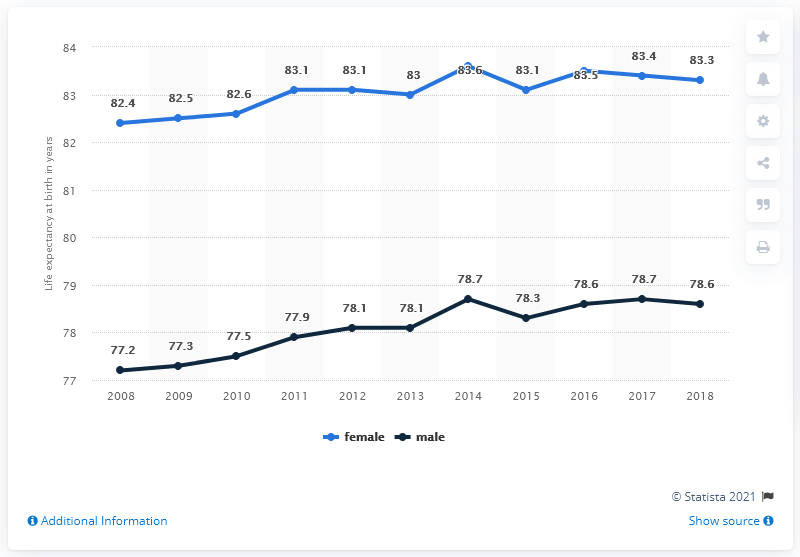 84
83
82
81
80
79
78
77
Life expectancy at birth in years
82.4 82.5 82.6 83.1 83.1 83 83.6 83.1 83.5 83.4 83.3
77.2 77.3 77.5 77.9 78.1 78.1 78.7 78.3 78.6 78.7 78.6
2008 2009 2010 2011 2012 2013 2014 2015 2016 2017 2018
female male
© Statista 2021
Additional Information Show source